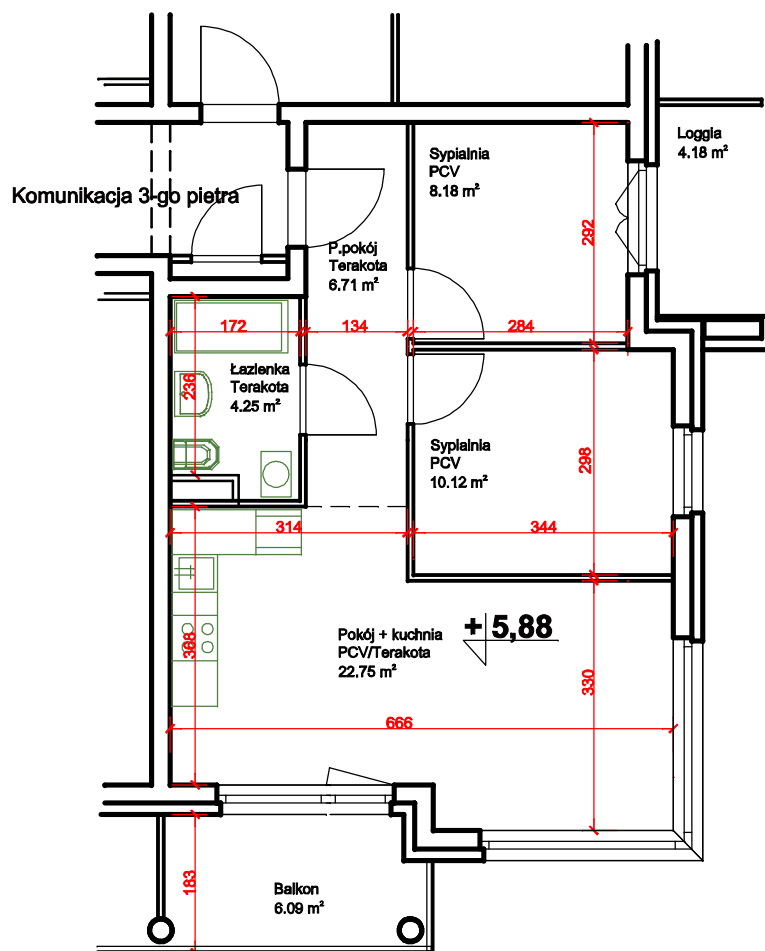 Loggia
4.18 m²
Sypialnia
PCV
8.18 m²
Komunikacja 3-go pietra
292
P.pokój
Terakota
6.71 m²
172
134
284
236
Łazienka
Terakota
4.25 m²
Sypialnia
PCV
10.12 m²
298
314
344
Pokój + kuchnia
PCV/Terakota
22.75 m²
+ 5,88
368
330
666
183
Balkon
6.09 m²